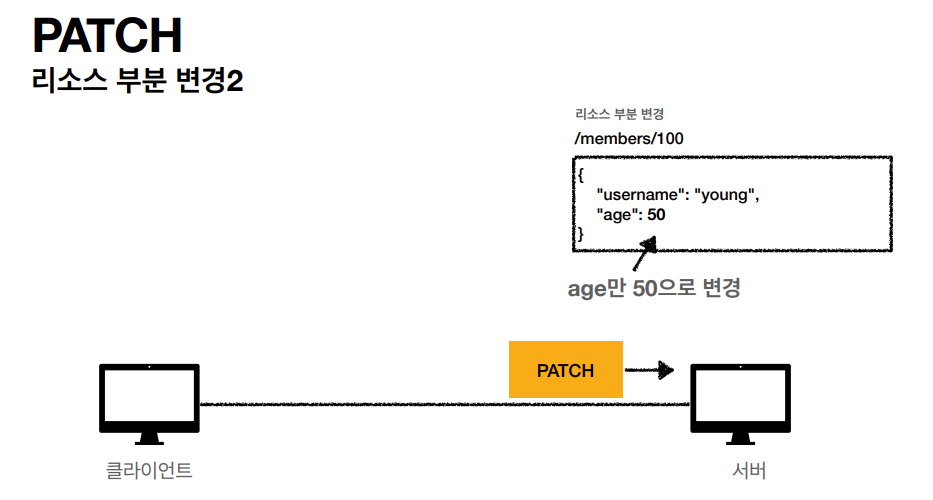 PATCH
리소스 부분 변경2
리소스 부분 변경
/members/100
{
"username": "young",
"age": 50
}
age만 50으로 변경
PATCH
클라이언트
서버